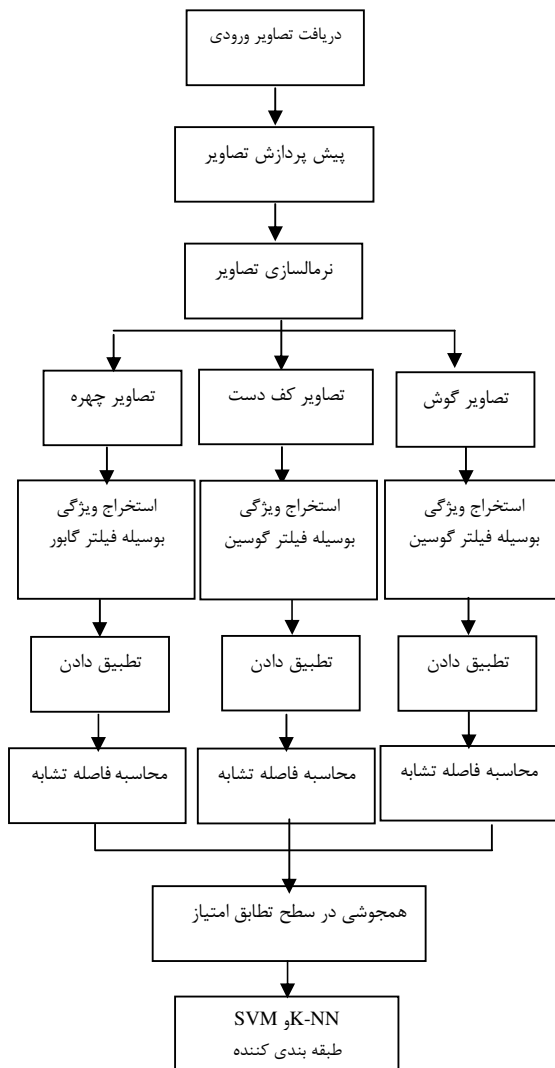 دریافت تصاویر ورودی
پیش پردازش تصاویر
نرمالسازی تصاویر
تصاویر گوش
تصاویر کف دست
تصاویر چهره
استخراج ویژگی
بوسیله فیلتر گوسین
استخراج ویژگی
بوسیله فیلتر گوسین
استخراج ویژگی
بوسیله فیلتر گابور
تطبیق دادن
تطبیق دادن
تطبیق دادن
محاسبه فاصله تشابه
محاسبه فاصله تشابه
محاسبه فاصله تشابه
همجوشی در سطح تطابق امتیاز
K-NN و SVM
طبقه بندی کننده